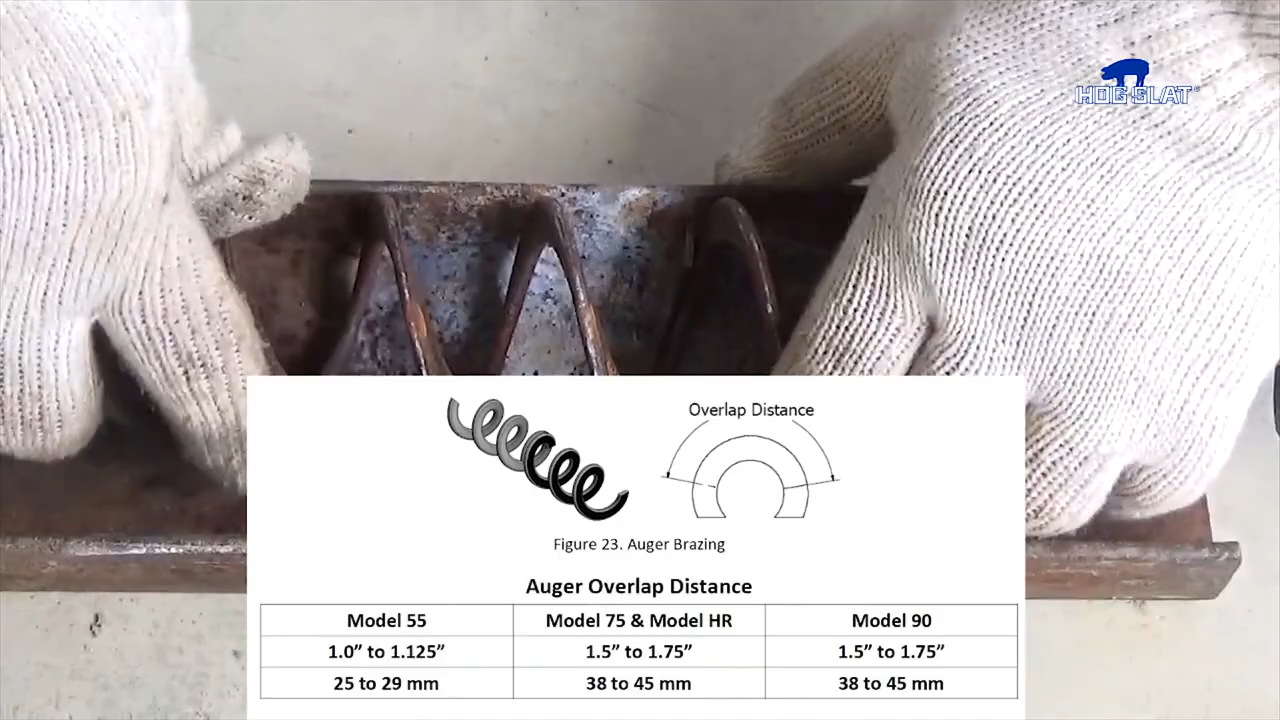 HOG SLAT®
Overlap Distance
Figure 23. Auger Brazing
Auger Overlap Distance
Model 55 Model 75 & Model HR Model 90
1.0” to 1.125” 1.5” to 1.75” 1.5” to 1.75”
25 to 29 mm 38 to 45 mm 38 to 45 mm